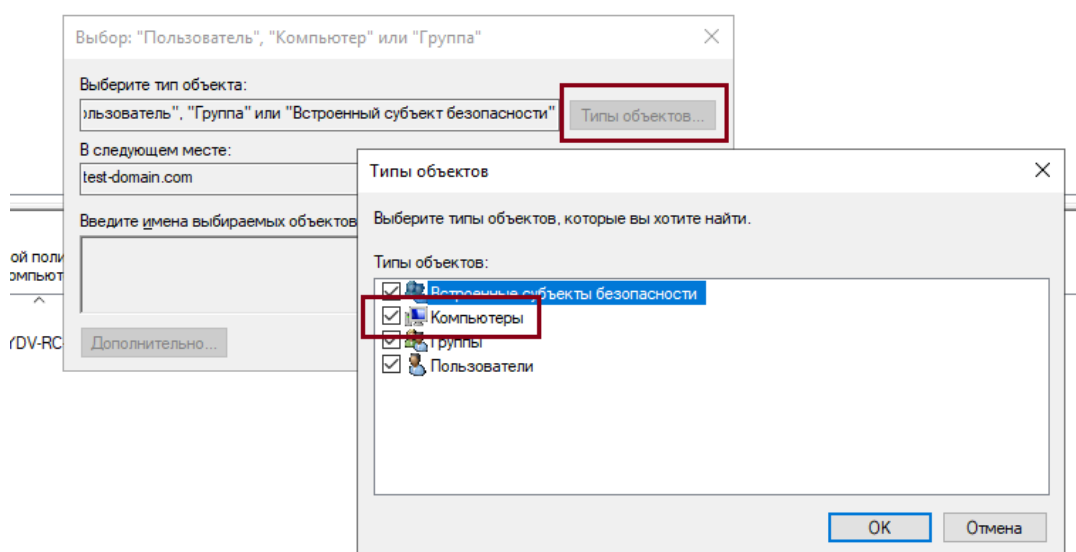 Выбор: "Пользователь", "Компьютер" или "Группа"
Выберите тип объекта:
ользователь", "Группа" или "Встроенный субъект безопасности"
Типы объектов...
В следующем месте:
test-domain.com
Введите имена выбираемых объектов
ой поли
омпьют
YDV-RC
Дополнительно...
Типы объектов
Выберите типы объектов, которые вы хотите найти.
Типы объектов:
Встроенные субъекты безопасности
Компьютеры
Группы
Пользователи
OK
Отмена